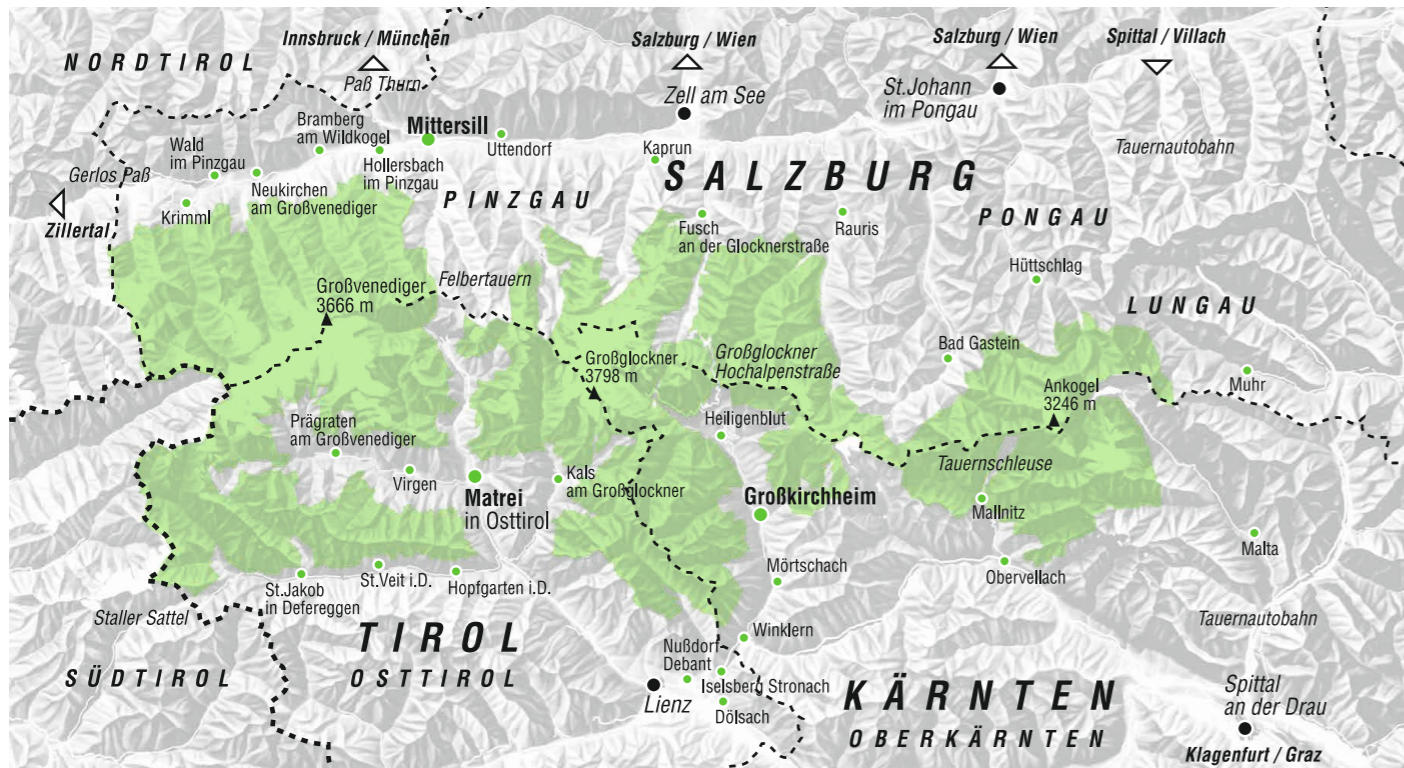 Innsbruck / München
Salzburg / Wien
Salzburg / Wien
Spittal / Villach
NORDTIROL
Paß Thurn
Zell am See
St.Johann
im Pongau
Bramberg
am Wildkogel
Mittersill
Uttendorf
Tauernautobahn
Wald
im Pinzgau
Hollersbach
im Pinzgau
Kaprun
SALZBURG
Gerlos Paß
Neukirchen
am Großvenediger
PINZGAU
PONGAU
Zillertal
Krimml
Fusch
an der Glocknerstraße
Rauris
Hüttschlag
Großvenediger
3666 m
Felbertauern
LUNGAU
Großglockner
3798 m
Großglockner
Hochalpenstraße
Bad Gastein
Ankogel
3246 m
Muhr
Prägraten
am Großvenediger
Heiligenblut
Virgen
Matrei
in Osttirol
Kals
am Großglockner
Tauernschleuse
Großkirchheim
Mallnitz
Malta
St.Jakob
in Defereggen
St.Veit i.D.
Hopfgarten i.D.
Mörtschach
Obervellach
Staller Sattel
TIROL
OSTTIROL
SÜDTIROL
Winklern
Tauernautobahn
Nußdorf-
Debant
Iselsberg Stronach
Lienz
Dölsach
KÄRNTEN
OBERKÄRNTEN
Spittal
an der Drau
Klagenfurt / Graz